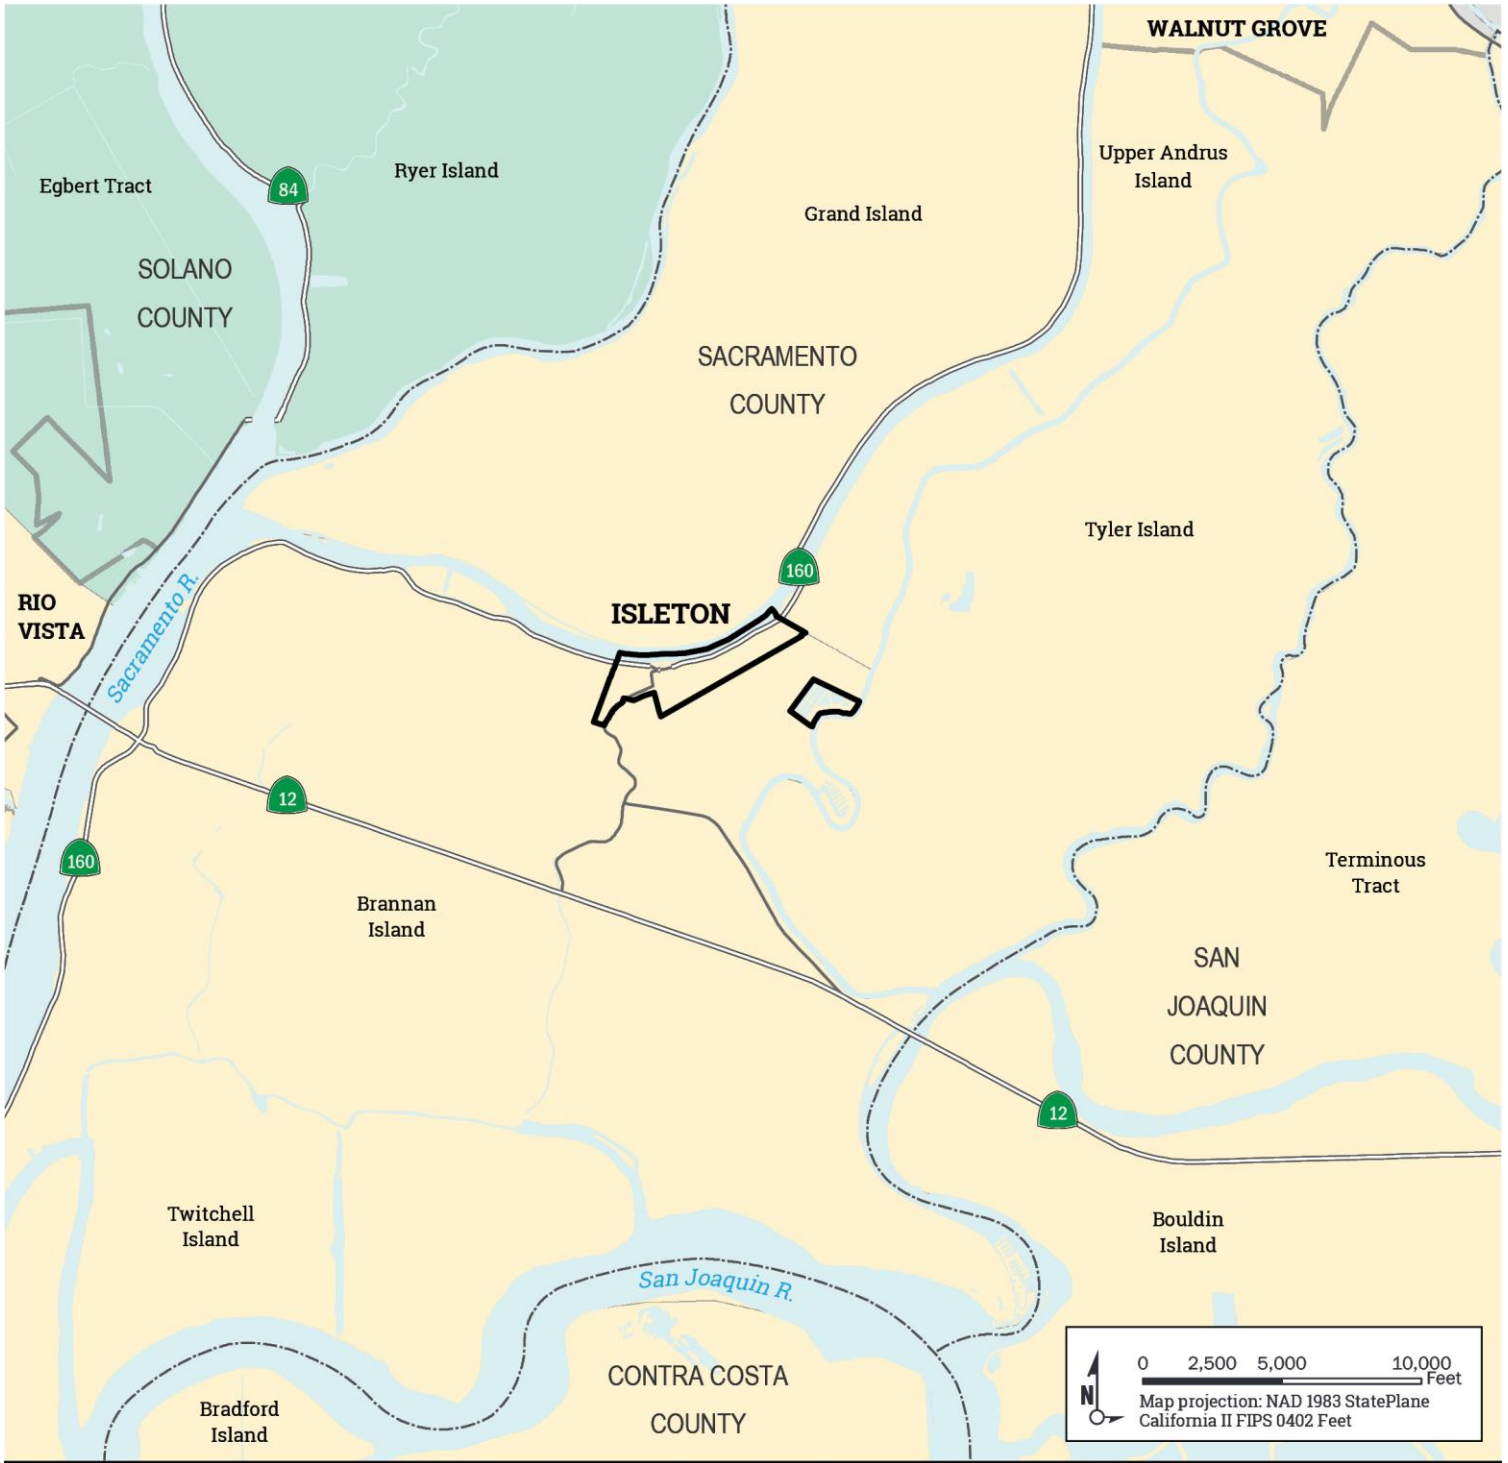 WALNUT GROVE
Upper Andrus
Island
84
Ryer Island
Egbert Tract
Grand Island
SOLANO
COUNTY
SACRAMENTO
COUNTY
Tyler Island
160
ISLETON
RIO
VISTA
Sacramento R.
12
160
Brannan
Island
Terminous
Tract
SAN
JOAQUIN
COUNTY
12
Twitchell
Island
Bouldin
Island
San Joaquin R.
CONTRA COSTA
COUNTY
Bradford
Island
N
0 2,500 5,000 10,000
Feet
Map projection: NAD 1983 StatePlane
California II FIPS 0402 Feet